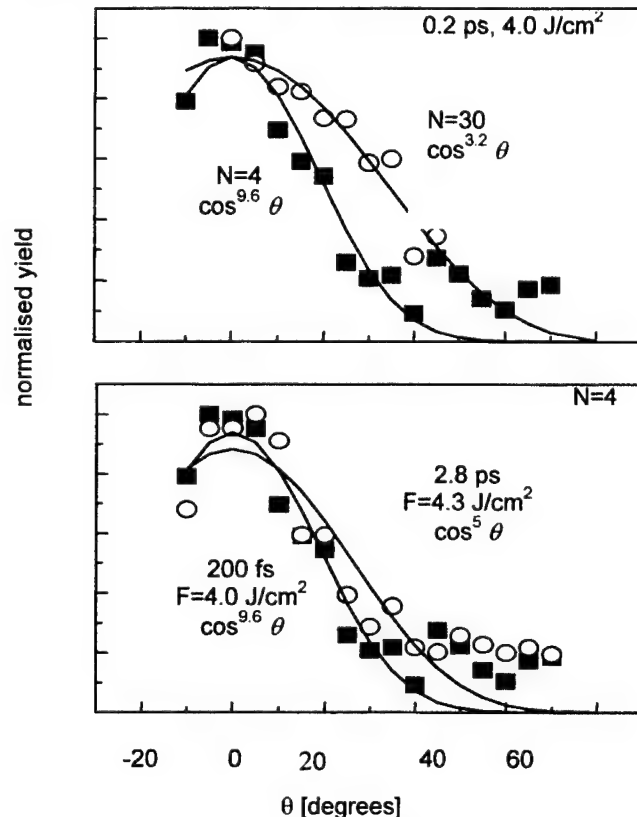 0.2 ps, 4.0 J/cm²
N=30
cos³·² θ
N=4
cos⁹·⁶ θ
normalised yield
N=4
2.8 ps
F=4.3 J/cm²
cos⁵ θ
200 fs
F=4.0 J/cm²
cos⁹·⁶ θ
-20 0 20 40 60
θ [degrees]